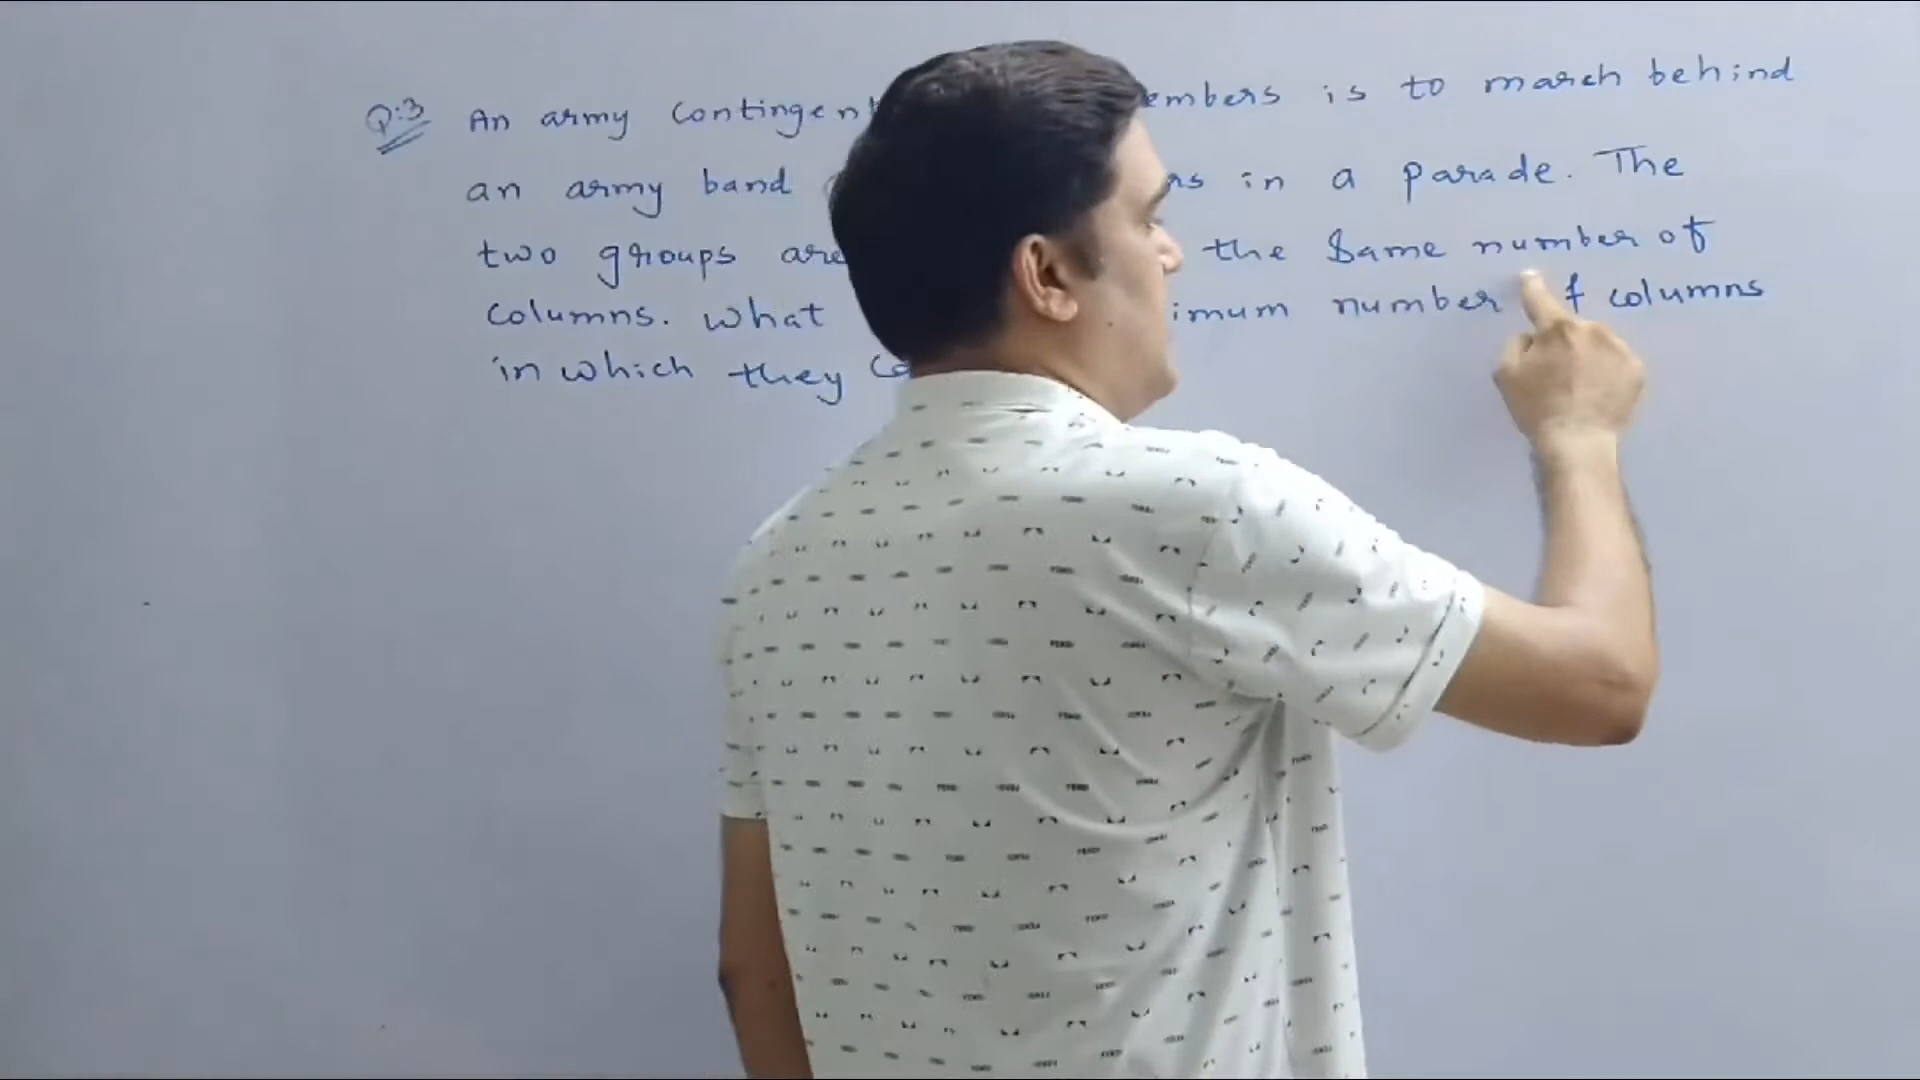 Q:3 An army contingen embers is to march behind
an army band ns in a parade. The
two groups are the Same number of
columns. What imum number of columns
in which they